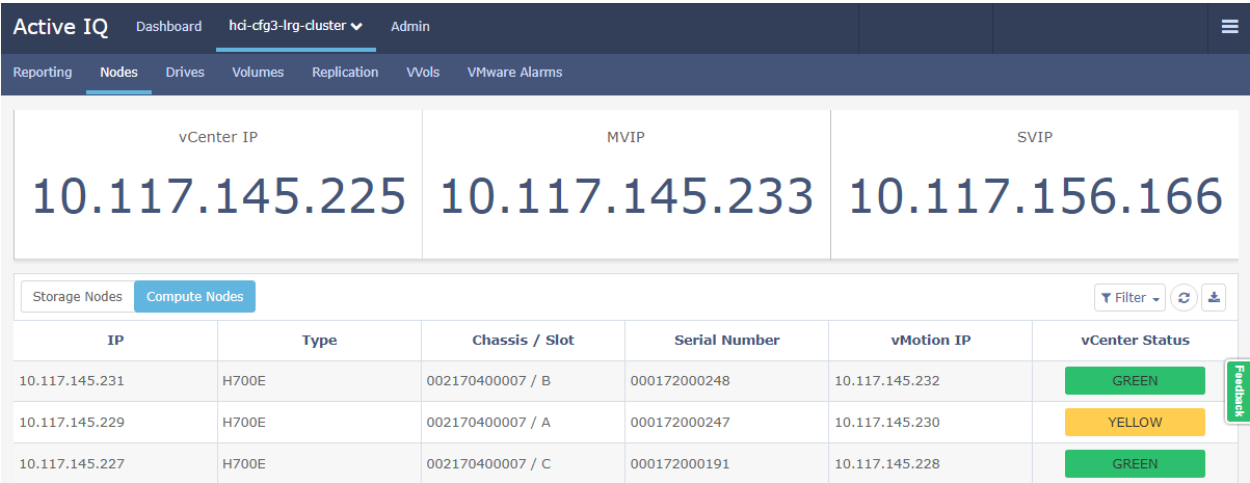 Active IQ Dashboard hci-cfg3-lrg-cluster Admin
Reporting Nodes Drives Volumes Replication VVols VMware Alarms
vCenter IP MVIP SVIP
10.117.145.225 10.117.145.233 10.117.156.166
Storage Nodes Compute Nodes Filter
IP Type Chassis / Slot Serial Number vMotion IP vCenter Status
10.117.145.231 H700E 002170400007 / B 000172000248 10.117.145.232 GREEN
10.117.145.229 H700E 002170400007 / A 000172000247 10.117.145.230 YELLOW
10.117.145.227 H700E 002170400007 / C 000172000191 10.117.145.228 GREEN
Feedback